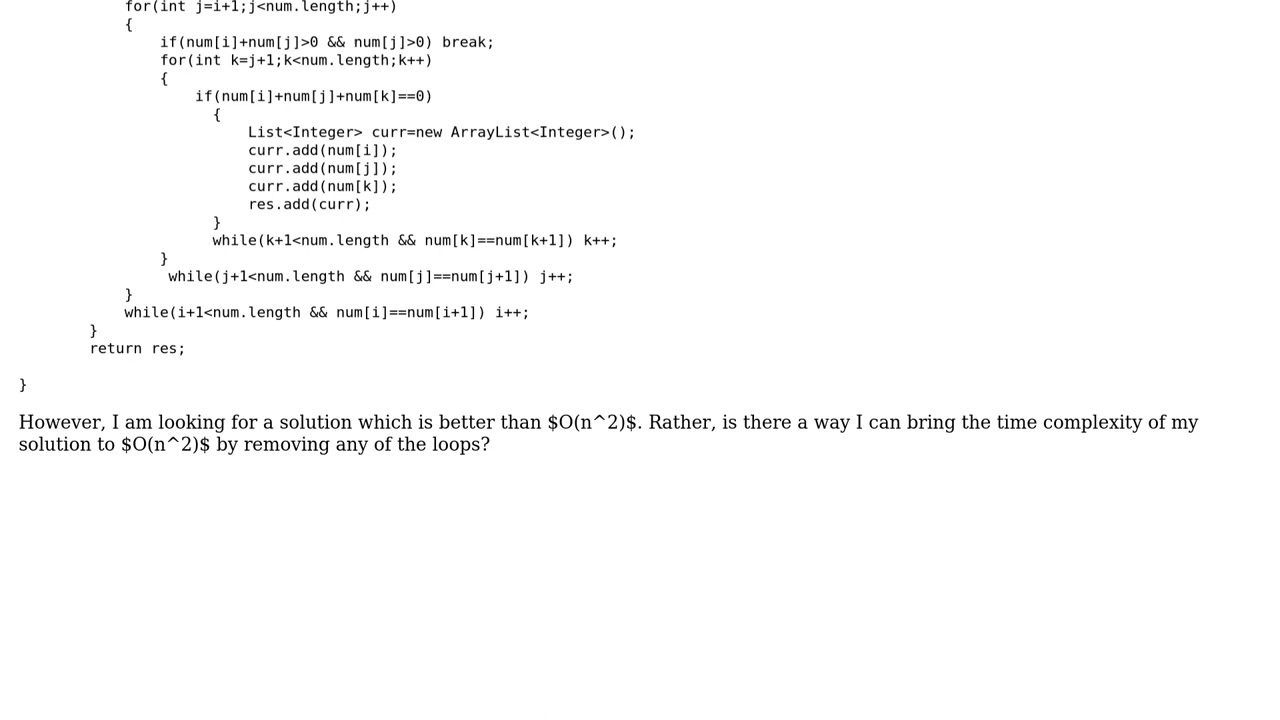 for(int j=i+1;j<num.length;j++)
{
if(num[i]+num[j]>0 && num[j]>0) break;
for(int k=j+1;k<num.length;k++)
{
if(num[i]+num[j]+num[k]==0)
{
List<Integer> curr=new ArrayList<Integer>();
curr.add(num[i]);
curr.add(num[j]);
curr.add(num[k]);
res.add(curr);
}
while(k+1<num.length && num[k]==num[k+1]) k++;
}
while(j+1<num.length && num[j]==num[j+1]) j++;
}
while(i+1<num.length && num[i]==num[i+1]) i++;
}
return res;
}
However, I am looking for a solution which is better than $O(n^2)$. Rather, is there a way I can bring the time complexity of my
solution to $O(n^2)$ by removing any of the loops?